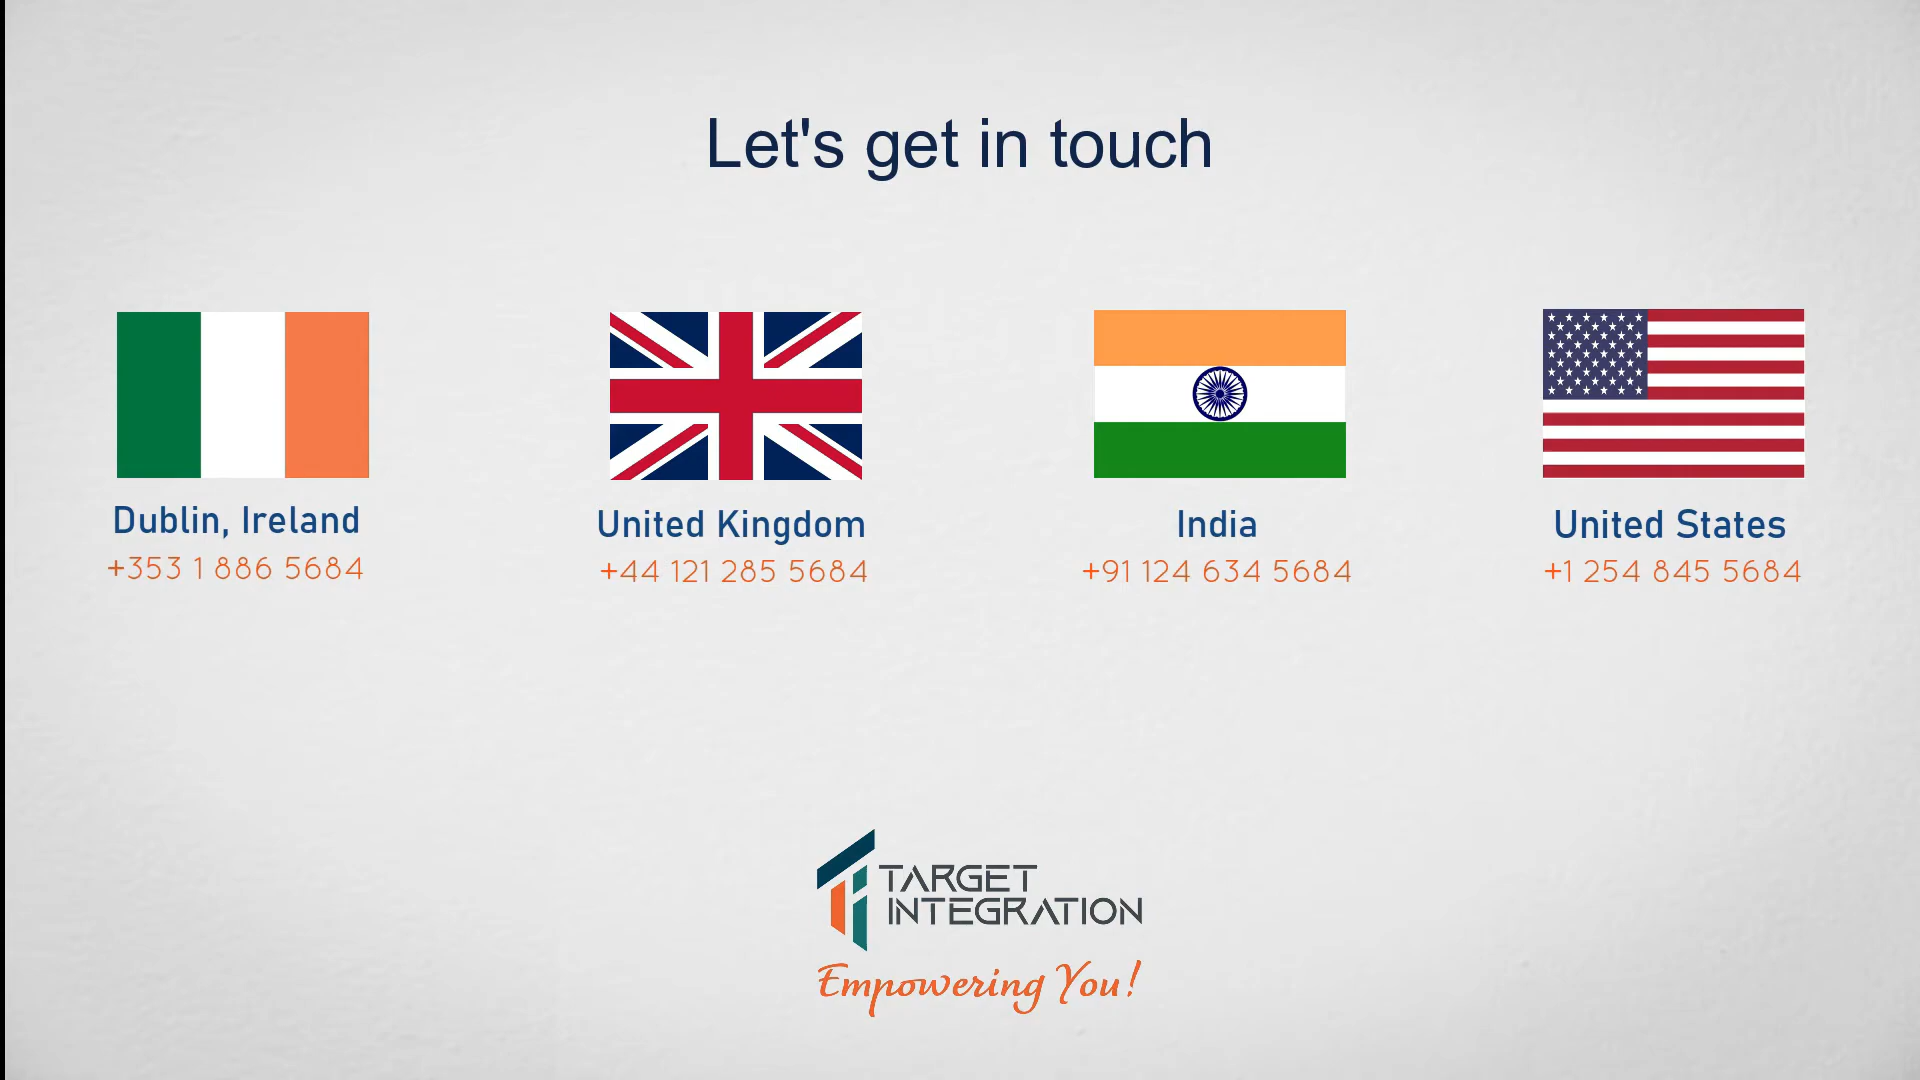 Let's get in touch
Dublin, Ireland
+353 1 886 5684
United Kingdom
+44 121 285 5684
India
+91 124 634 5684
United States
+1 254 845 5684
TARGET
INTEGRATION
Empowering You!